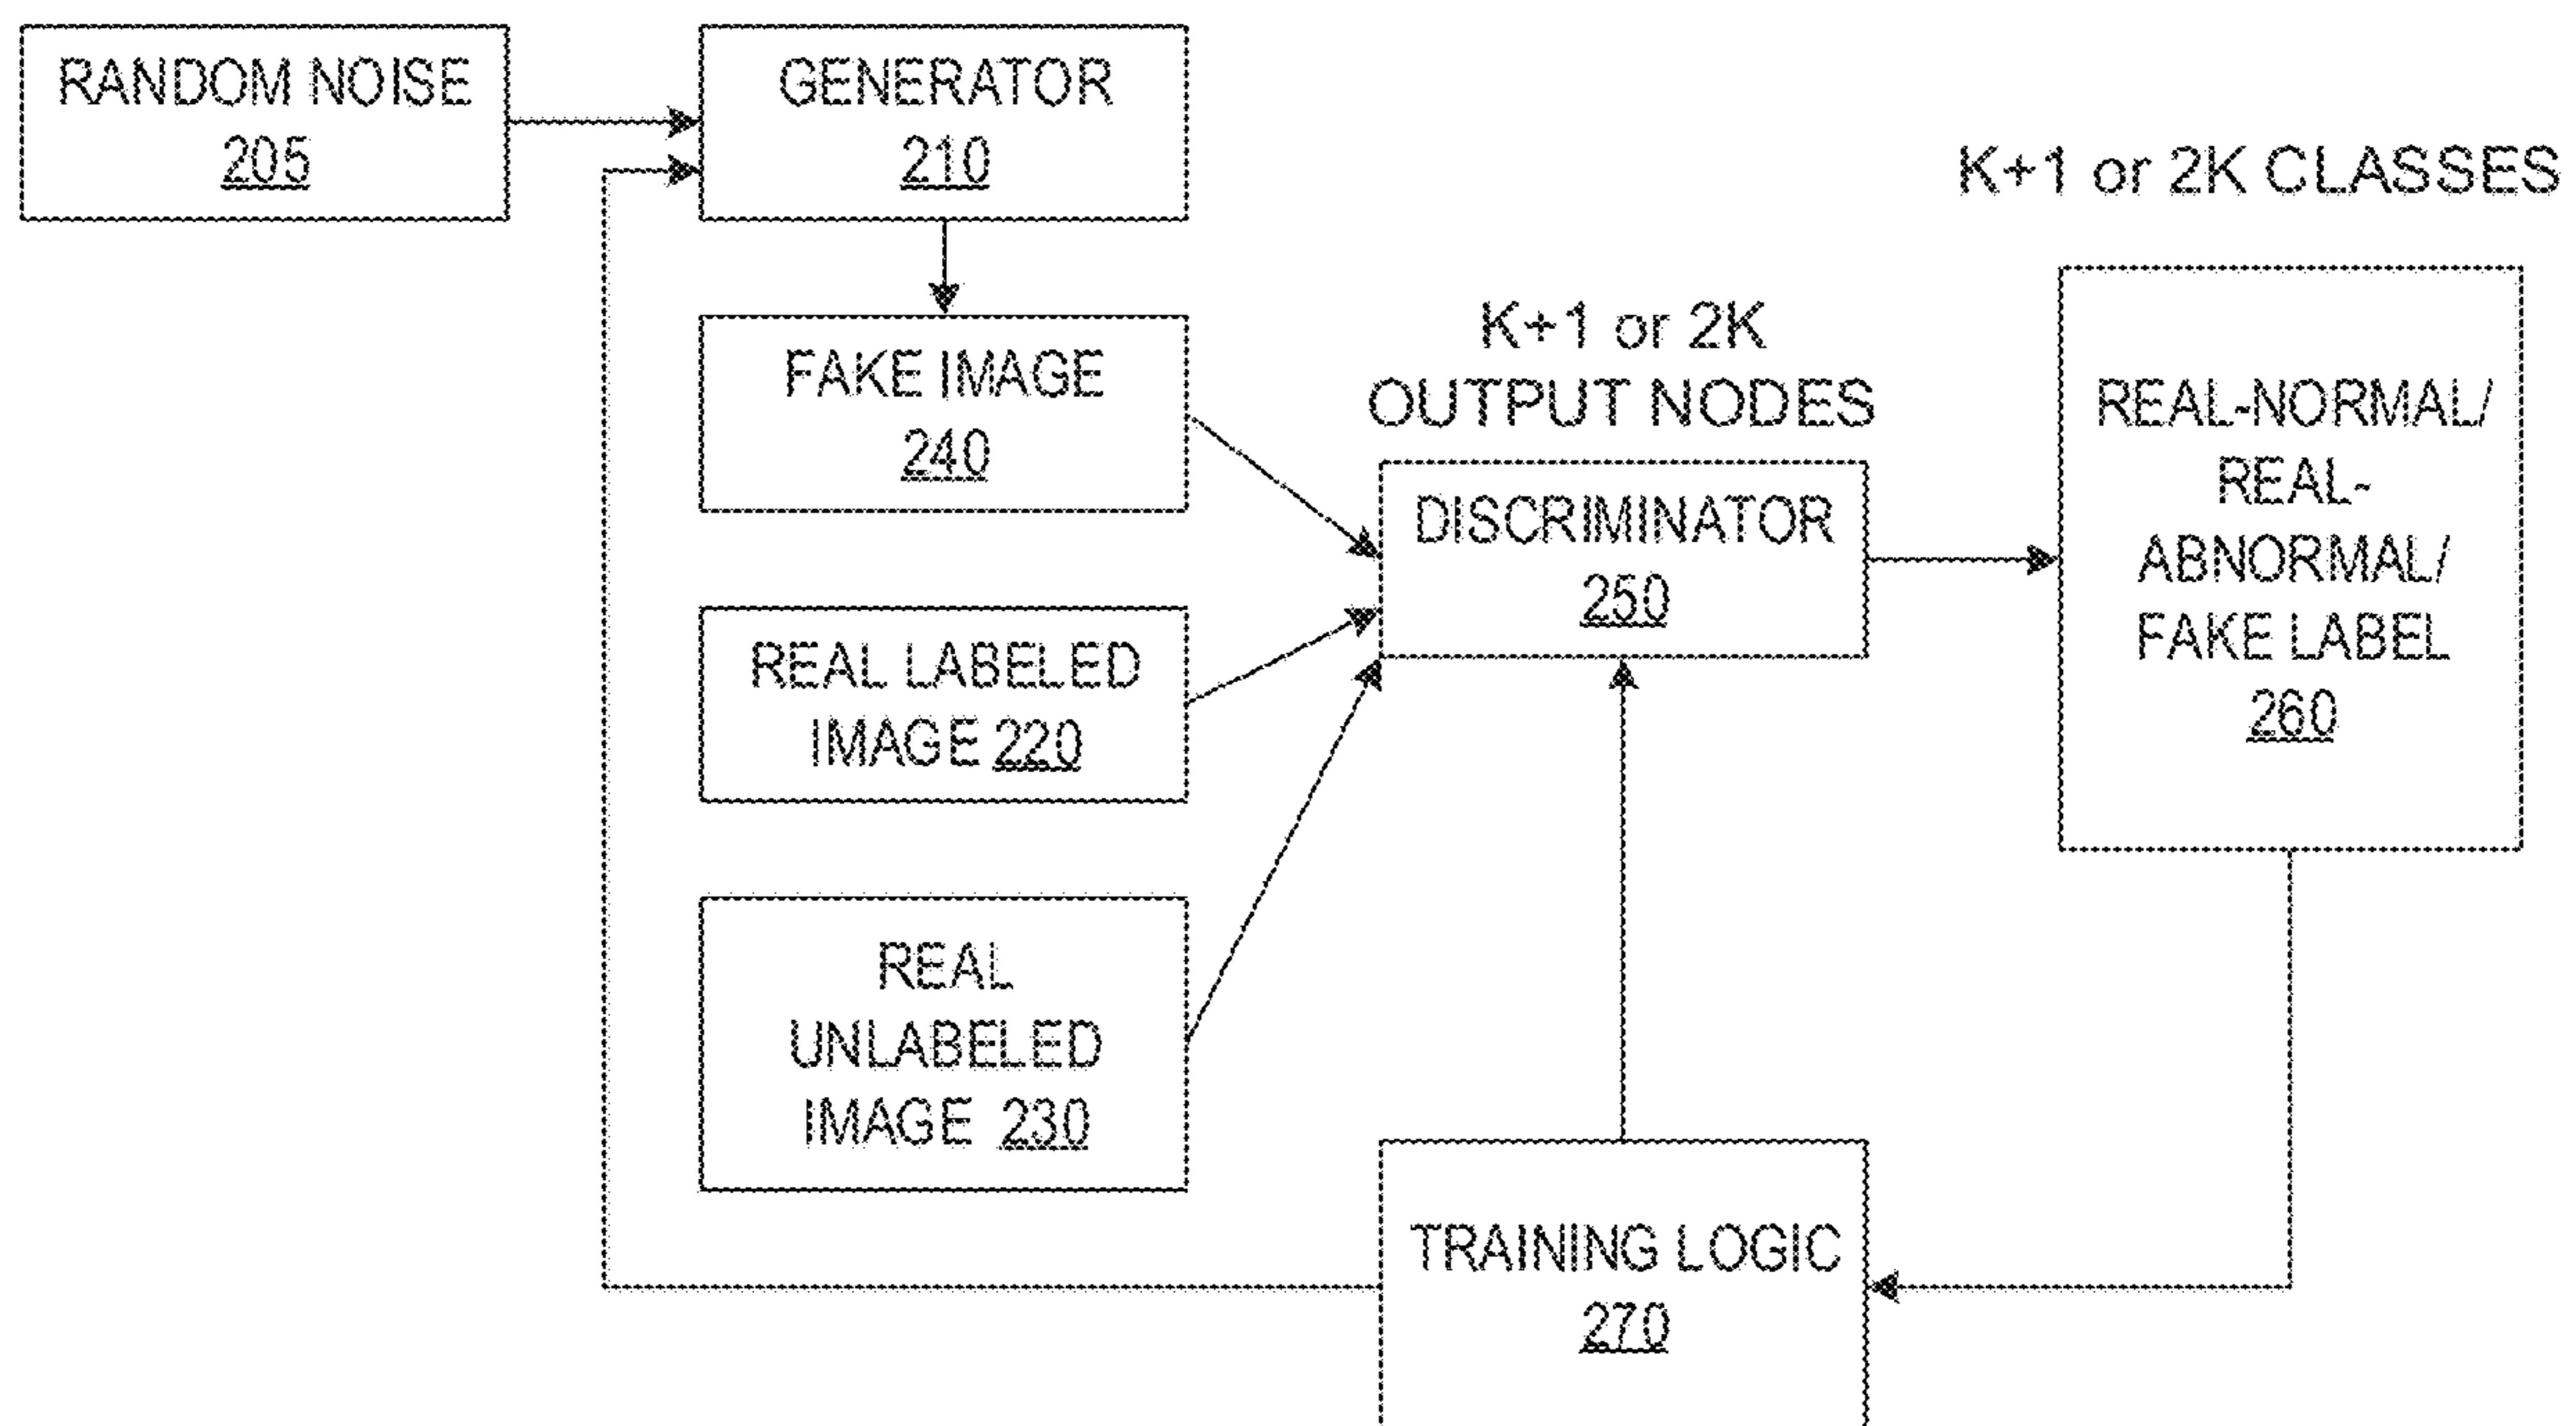 RANDOM NOISE
205
GENERATOR
210
K+1 or 2K CLASSES
FAKE IMAGE
240
K+1 or 2K
OUTPUT NODES
DISCRIMINATOR
250
REAL-NORMAL/
REAL-
ABNORMAL/
FAKE LABEL
260
REAL LABELED
IMAGE 220
REAL
UNLABELED
IMAGE 230
TRAINING LOGIC
270